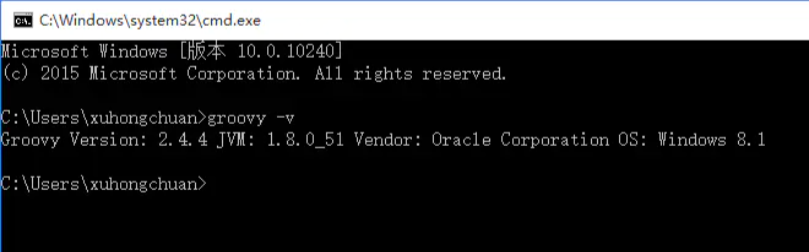 C:\Windows\system32\cmd.exe
Microsoft Windows [版本 10.0.10240]
(c) 2015 Microsoft Corporation. All rights reserved.
C:\Users\xuhongchuan>groovy -v
Groovy Version: 2.4.4 JVM: 1.8.0_51 Vendor: Oracle Corporation OS: Windows 8.1
C:\Users\xuhongchuan>